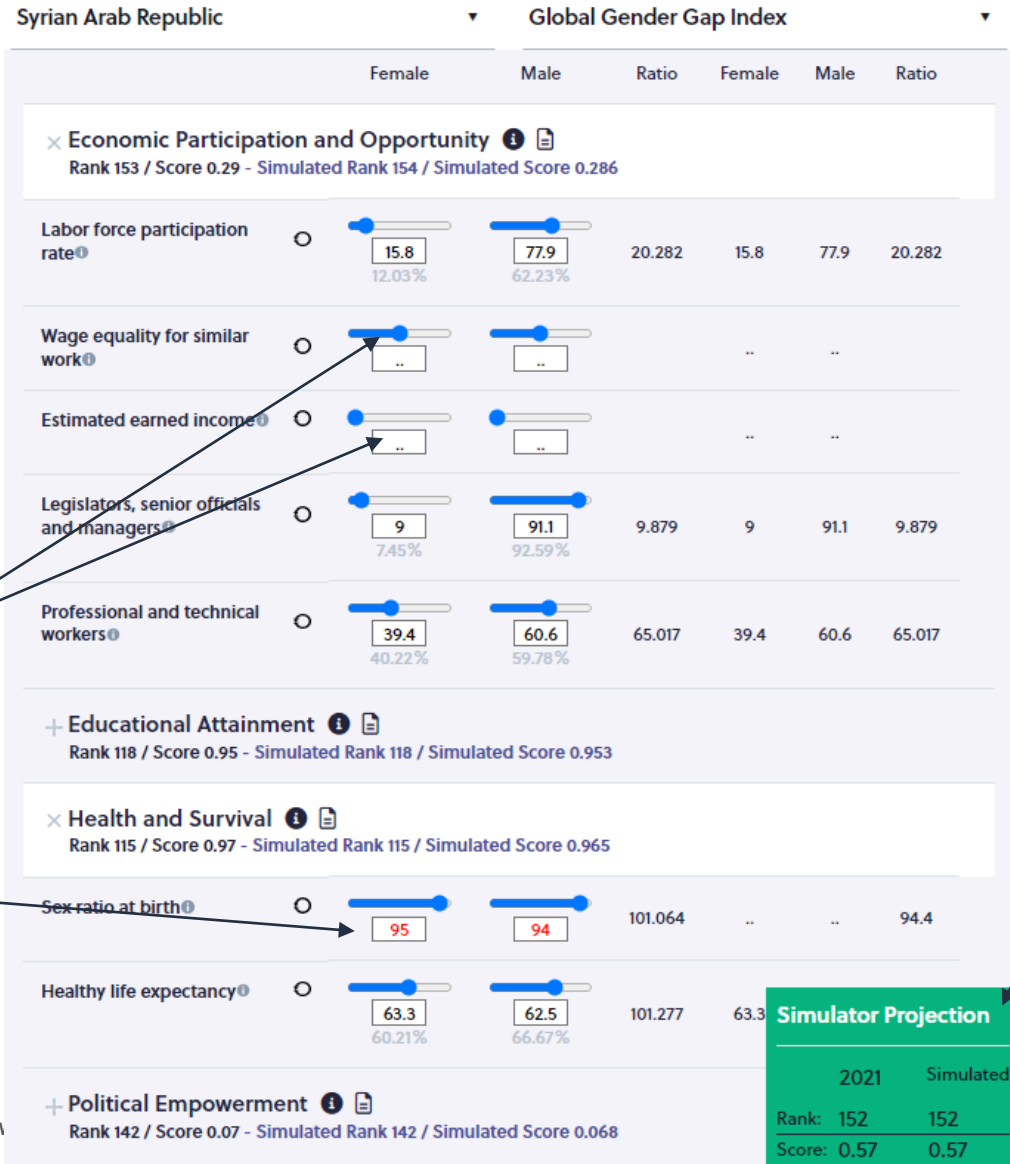 Syrian Arab Republic ▼ Global Gender Gap Index ▼
Female Male Ratio Female Male Ratio
× Economic Participation and Opportunity
Rank 153 / Score 0.29 - Simulated Rank 154 / Simulated Score 0.286
Labor force participation
rate
15.8 77.9 20.282 15.8 77.9 20.282
12.03% 62.23%
Wage equality for similar
work
.. .. .. ..
Estimated earned income
.. .. .. ..
Legislators, senior officials
and managers
9 91.1 9.879 9 91.1 9.879
7.45% 92.59%
Professional and technical
workers
39.4 60.6 65.017 39.4 60.6 65.017
40.22% 59.78%
+ Educational Attainment
Rank 118 / Score 0.95 - Simulated Rank 118 / Simulated Score 0.953
× Health and Survival
Rank 115 / Score 0.97 - Simulated Rank 115 / Simulated Score 0.965
Sex ratio at birth
95 94 101.064 .. .. 94.4
Healthy life expectancy
63.3 62.5 101.277 63.3
60.21% 66.67%
+ Political Empowerment
Rank 142 / Score 0.07 - Simulated Rank 142 / Simulated Score 0.068
Simulator Projection
2021 Simulated
Rank: 152 152
Score: 0.57 0.57